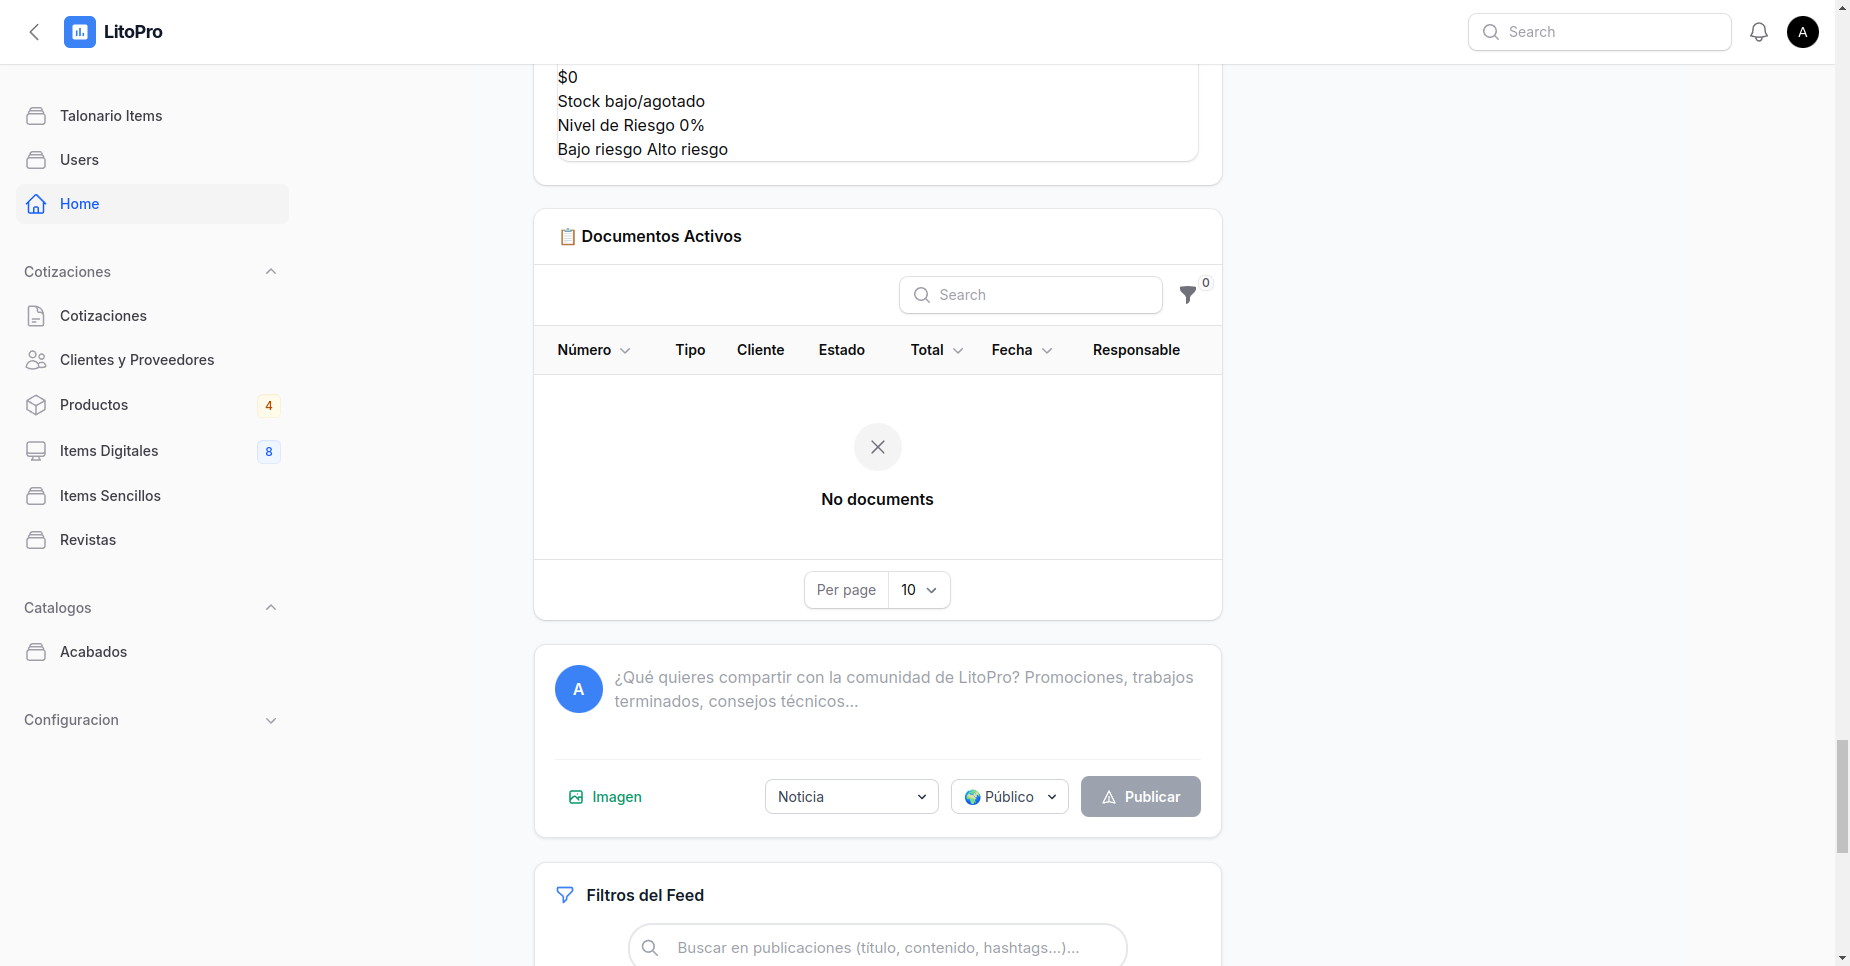 LitoPro
Search
A
Talonario Items
Users
Home
Cotizaciones
Cotizaciones
Clientes y Proveedores
Productos
4
Items Digitales
8
Items Sencillos
Revistas
Catalogos
Acabados
Configuracion
$0
Stock bajo/agotado
Nivel de Riesgo 0%
Bajo riesgo Alto riesgo
📋 Documentos Activos
Search
0
Número Tipo Cliente Estado Total Fecha Responsable
No documents
Per page 10
A
¿Qué quieres compartir con la comunidad de LitoPro? Promociones, trabajos
terminados, consejos técnicos...
Imagen
Noticia
🌍 Público
Publicar
Filtros del Feed
Buscar en publicaciones (título, contenido, hashtags...)...